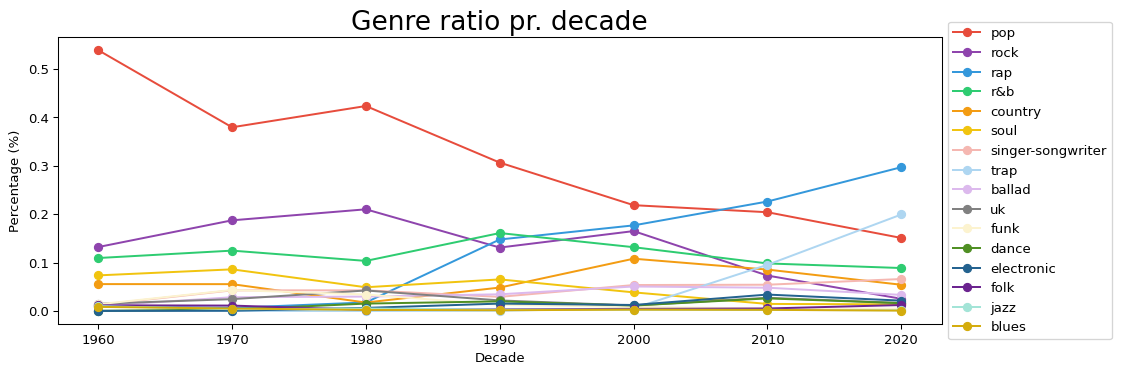 Genre ratio pr. decade
Percentage (%)
0.5
0.4
0.3
0.2
0.1
0.0
1960 1970 1980 1990 2000 2010 2020
Decade
pop
rock
rap
r&b
country
soul
singer-songwriter
trap
ballad
uk
funk
dance
electronic
folk
jazz
blues